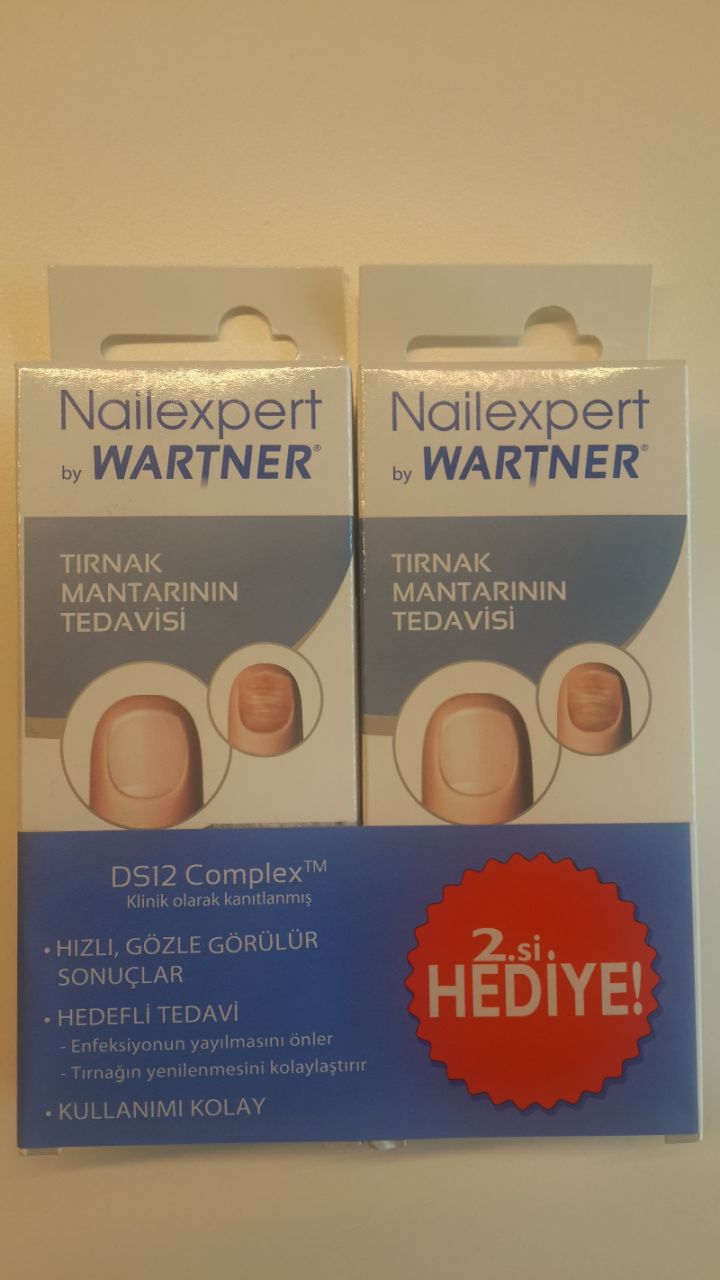 Nailexpert
by WARTNER®
TIRNAK
MANTARININ
TEDAVİSİ
Nailexpert
by WARTNER®
TIRNAK
MANTARININ
TEDAVİSİ
DS12 Complex™
Klinik olarak kanıtlanmış
• HIZLI, GÖZLE GÖRÜLÜR
SONUÇLAR
• HEDEFLİ TEDAVİ
- Enfeksiyonun yayılmasını önler
- Tırnağın yenilenmesini kolaylaştırır
• KULLANIMI KOLAY
2.si
HEDİYE!